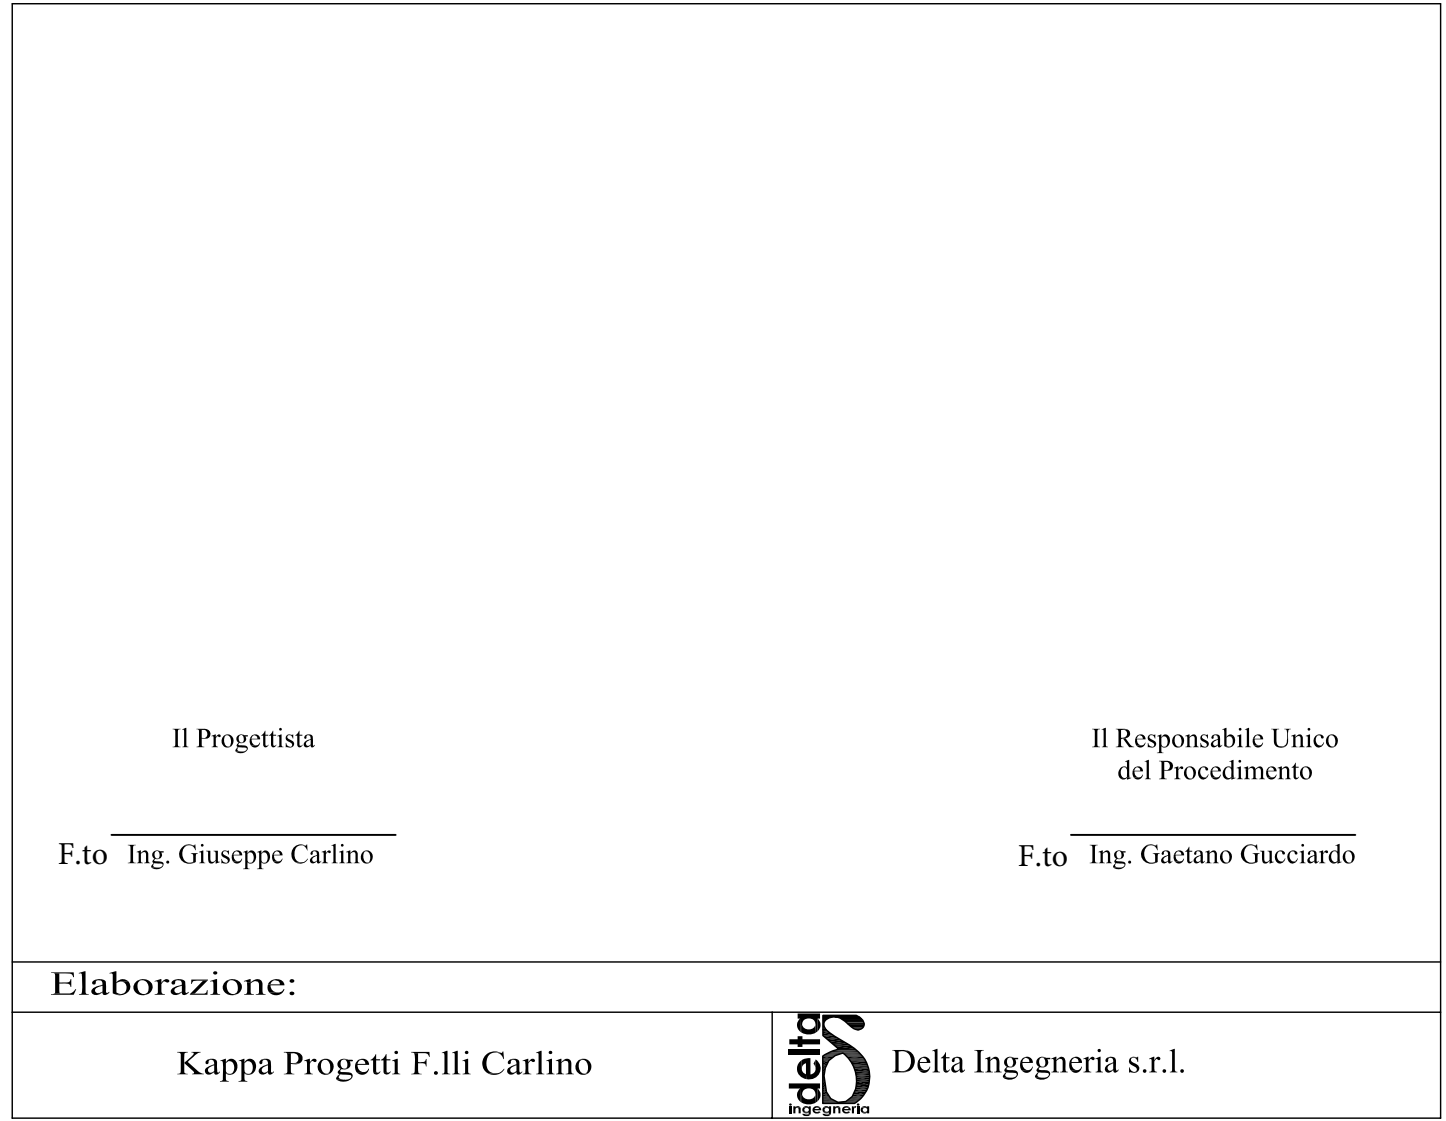 Il Progettista
F.to Ing. Giuseppe Carlino
Il Responsabile Unico
del Procedimento
F.to Ing. Gaetano Gucciardo
Elaborazione:
Kappa Progetti F.lli Carlino
delta
ingegneria
Delta Ingegneria s.r.l.